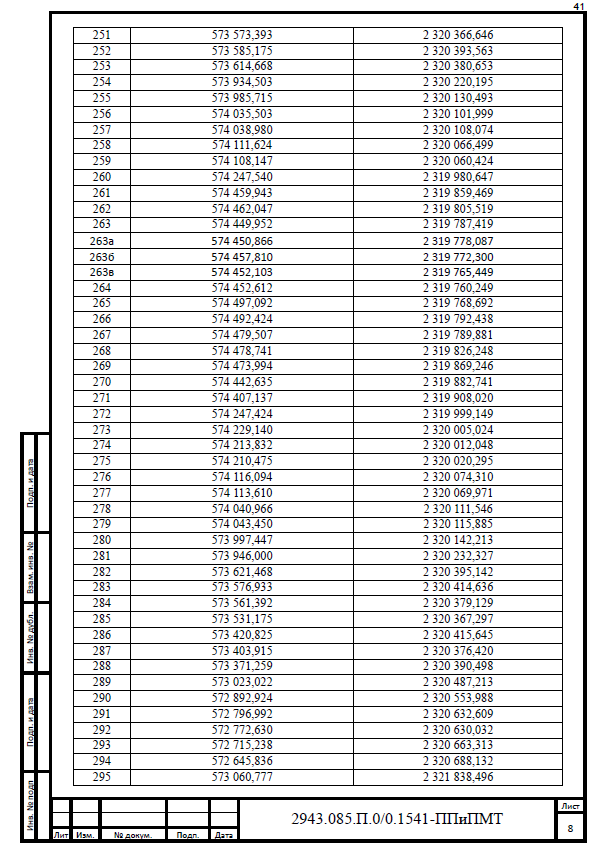 41
251 573 573,393 2 320 366,646
252 573 585,175 2 320 393,563
253 573 614,668 2 320 380,653
254 573 934,503 2 320 220,195
255 573 985,715 2 320 130,493
256 574 035,503 2 320 101,999
257 574 038,980 2 320 108,074
258 574 111,624 2 320 066,499
259 574 108,147 2 320 060,424
260 574 247,540 2 319 980,647
261 574 459,943 2 319 859,469
262 574 462,047 2 319 805,519
263 574 449,952 2 319 787,419
263а 574 450,866 2 319 778,087
263б 574 457,810 2 319 772,300
263в 574 452,103 2 319 765,449
264 574 452,612 2 319 760,249
265 574 497,092 2 319 768,692
266 574 492,424 2 319 792,438
267 574 479,507 2 319 789,881
268 574 478,741 2 319 826,248
269 574 473,994 2 319 869,246
270 574 442,635 2 319 882,741
271 574 407,137 2 319 908,020
272 574 247,424 2 319 999,149
273 574 229,140 2 320 005,024
274 574 213,832 2 320 012,048
275 574 210,475 2 320 020,295
276 574 116,094 2 320 074,310
277 574 113,610 2 320 069,971
278 574 040,966 2 320 111,546
279 574 043,450 2 320 115,885
280 573 997,447 2 320 142,213
281 573 946,000 2 320 232,327
282 573 621,468 2 320 395,142
283 573 576,933 2 320 414,636
284 573 561,392 2 320 379,129
285 573 531,175 2 320 367,297
286 573 420,825 2 320 415,645
287 573 403,915 2 320 376,420
288 573 371,259 2 320 390,498
289 573 023,022 2 320 487,213
290 572 892,924 2 320 553,988
291 572 796,992 2 320 632,609
292 572 772,630 2 320 630,032
293 572 715,238 2 320 663,313
294 572 645,836 2 320 688,132
295 573 060,777 2 321 838,496
Подп. и дата
Взам. инв. №
Инв. № дубл.
Подп. и дата
Инв. № подп
Лит Изм. № докум. Подп. Дата
2943.085.П.0/0.1541-ППиПМТ
Лист
8